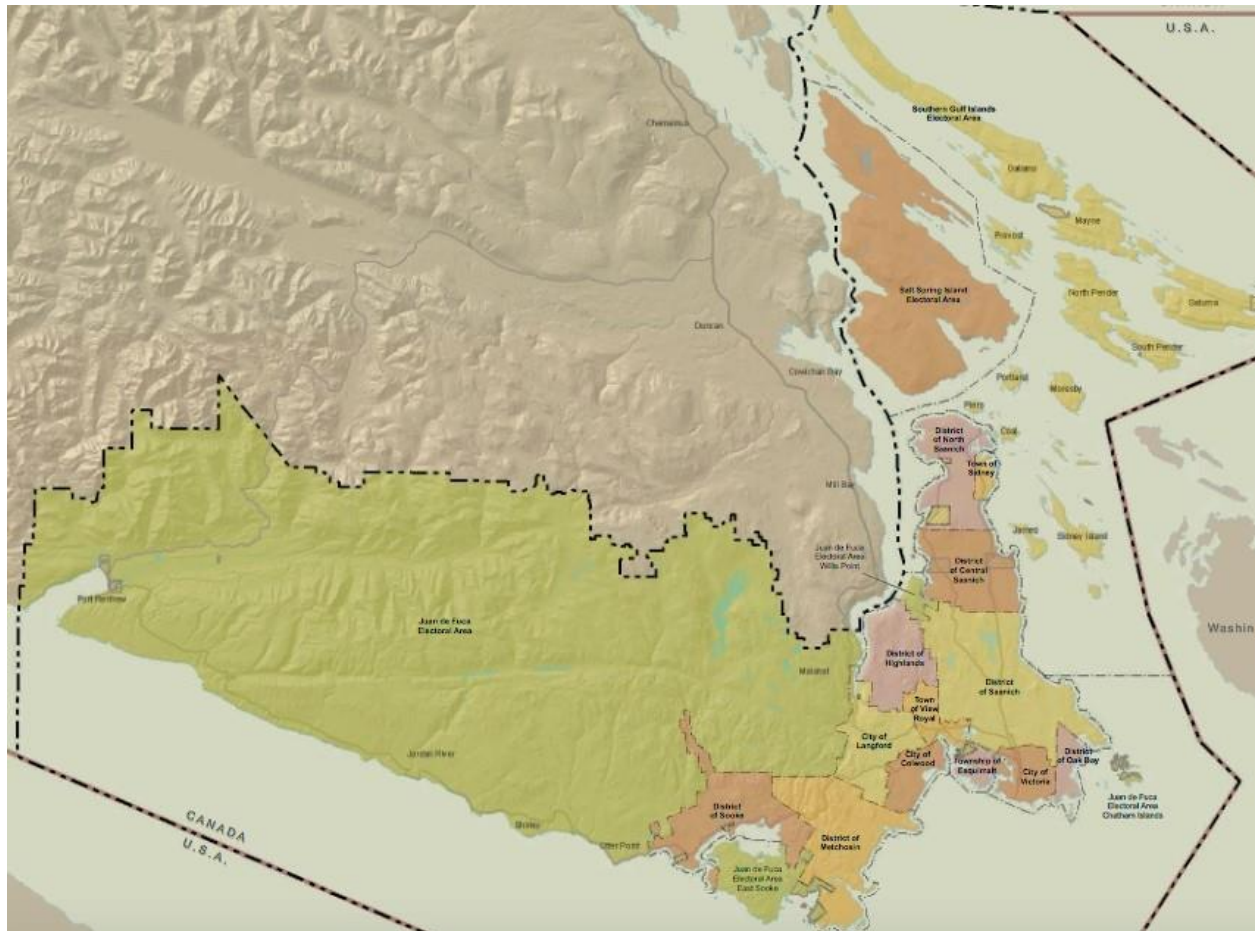 U.S.A.
Southern Gulf Islands
Electoral Area
Chemainus
Galiano
Mayne
Prevost
Salt Spring Island
Electoral Area
North Pender
Saturna
Duncan
South Pender
Cowichan Bay
Portland
Moresby
Piers
District
of North
Saanich
Coal
Town of
Sidney
Mill Bay
James
Sidney Island
Juan de Fuca
Electoral Area
Willis Point
District
of Central
Saanich
Port Renfrew
Juan de Fuca
Electoral Area
Washin
District of
Highlands
Malahat
District
of Saanich
Town
of View
Royal
City of
Langford
Jordan River
City of
Colwood
Township of
Esquimalt
City of
Victoria
District
of Oak Bay
Juan de Fuca
Electoral Area
Chatham Islands
District
of Sooke
Shirley
CANADA
U.S.A.
Otter Point
District of
Metchosin
Juan de Fuca
Electoral Area
East Sooke